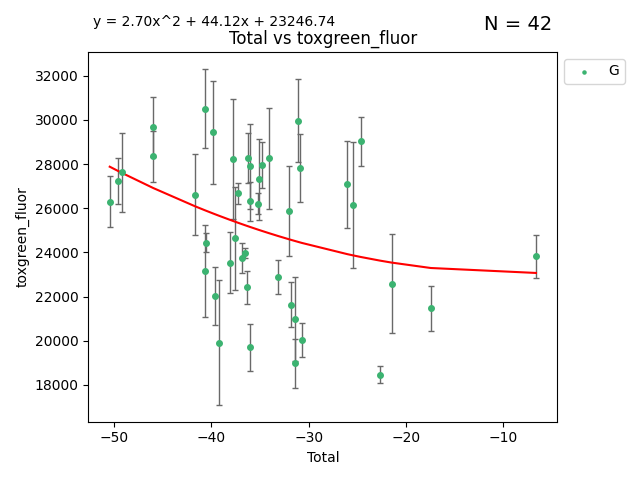 y = 2.70x^2 + 44.12x + 23246.74
N = 42
Total vs toxgreen_fluor
G
toxgreen_fluor
32000
30000
28000
26000
24000
22000
20000
18000
−50
−40
−30
−20
−10
Total